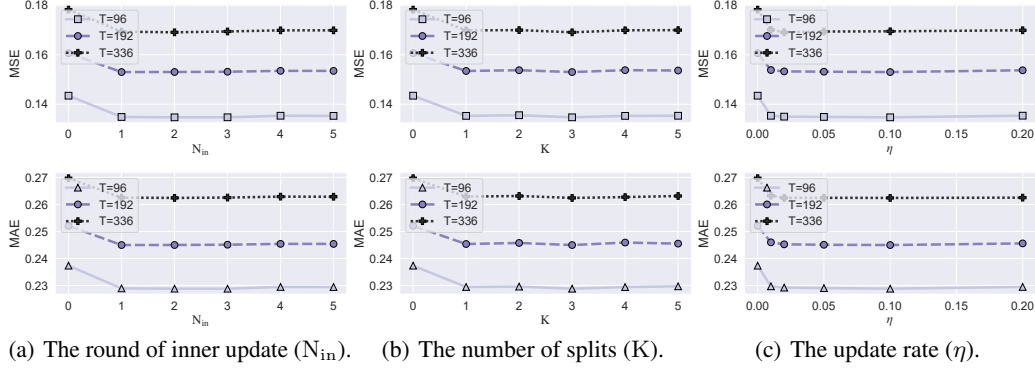 MSE
0.18
0.16
0.14
T=96
T=192
T=336
0 1 2 3 4 5
N_in
MSE
0.18
0.16
0.14
T=96
T=192
T=336
0 1 2 3 4 5
K
MSE
0.18
0.16
0.14
T=96
T=192
T=336
0.00 0.05 0.10 0.15 0.20
η
MAE
0.27
0.26
0.25
0.24
0.23
T=96
T=192
T=336
0 1 2 3 4 5
N_in
MAE
0.27
0.26
0.25
0.24
0.23
T=96
T=192
T=336
0 1 2 3 4 5
K
MAE
0.27
0.26
0.25
0.24
0.23
T=96
T=192
T=336
0.00 0.05 0.10 0.15 0.20
η
(a) The round of inner update (N_in).
(b) The number of splits (K).
(c) The update rate (η).